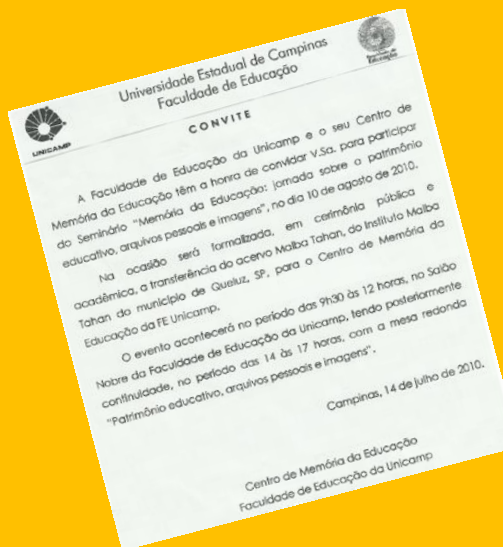 Universidade Estadual de Campinas
Faculdade de Educação
UNICAMP
Educação
CONVITE
A Faculdade de Educação da Unicamp e o seu Centro de
Memória da Educação têm a honra de convidar V.Sa. para participar
do Seminário "Memória da Educação: jornada sobre o patrimônio
educativo, arquivos pessoais e imagens", no dia 10 de agosto de 2010.
Na ocasião será formalizada, em cerimônia pública e
acadêmica, a transferência do acervo Malba Tahan, do Instituto Malba
Tahan do município de Queluz, SP, para o Centro de Memória da
Educação da FE Unicamp.
O evento acontecerá no período das 9h30 às 12 horas, no Salão
Nobre da Faculdade de Educação da Unicamp, tendo posteriormente
continuidade, no período das 14 às 17 horas, com a mesa redonda
"Patrimônio educativo, arquivos pessoais e imagens".
Campinas, 14 de julho de 2010.
Centro de Memória da Educação
Faculdade de Educação da Unicamp